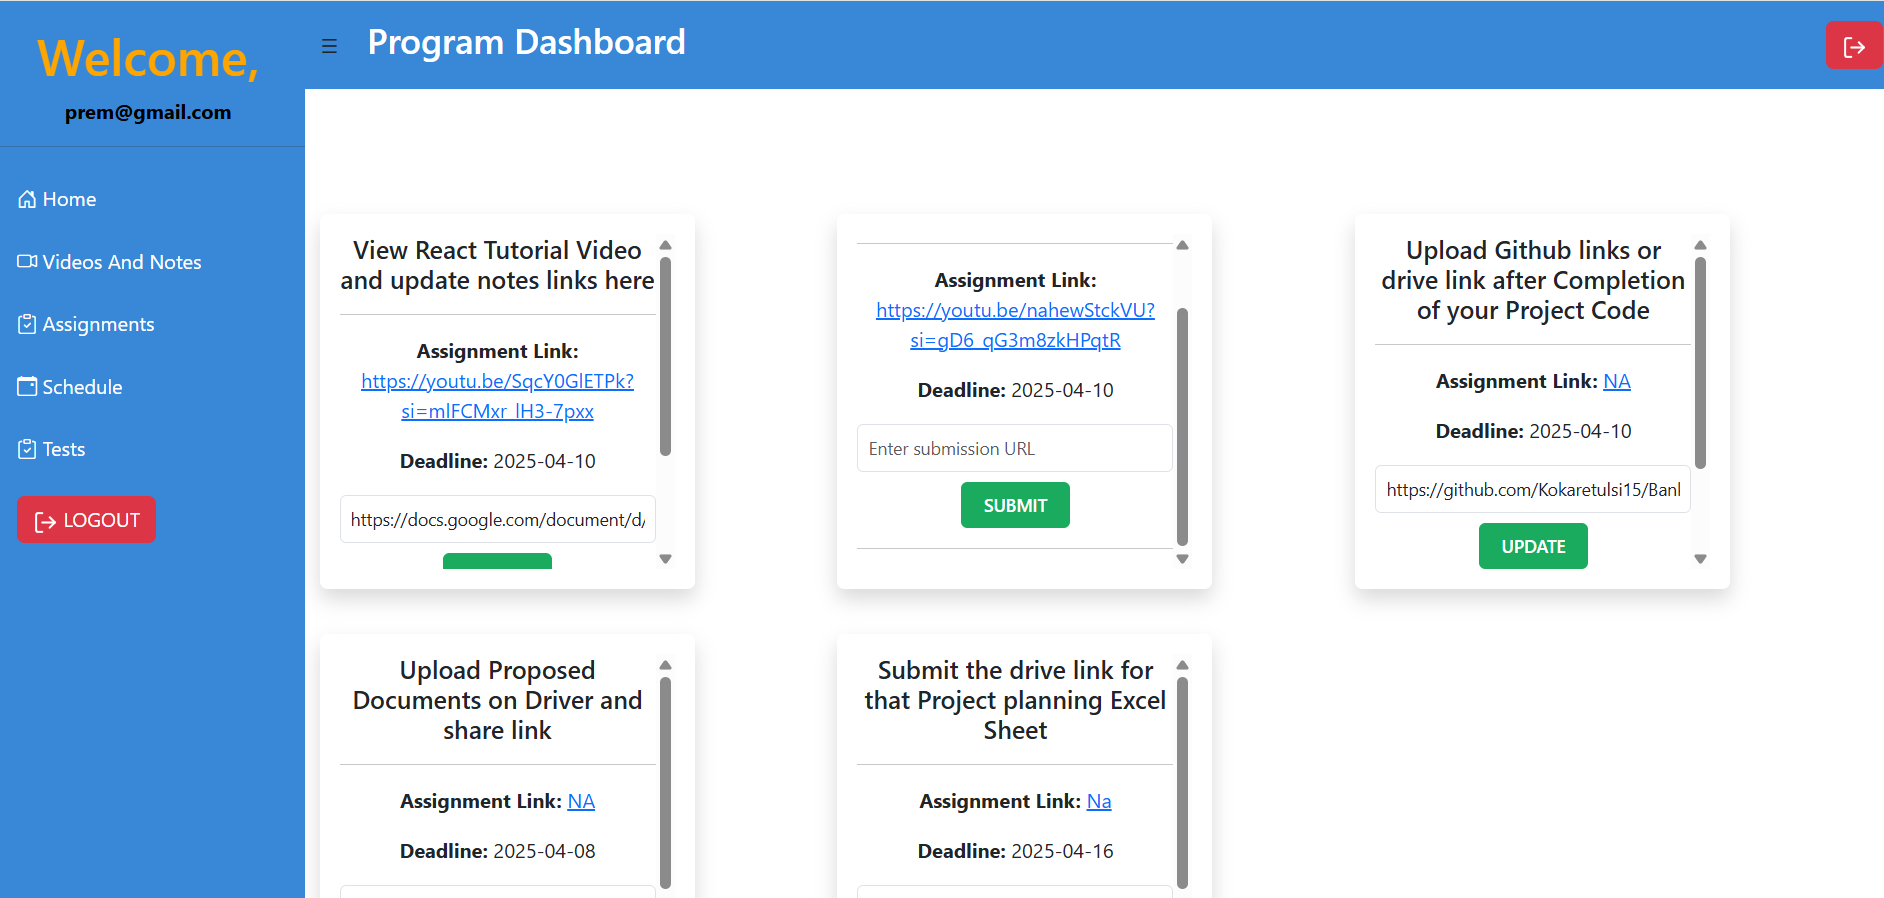 Welcome,
prem@gmail.com
Home
Videos And Notes
Assignments
Schedule
Tests
LOGOUT
Program Dashboard
View React Tutorial Video
and update notes links here
Assignment Link:
https://youtu.be/SqcY0GlETPk?
si=mlFCMxr_lH3-7pxx
Deadline: 2025-04-10
https://docs.google.com/document/d/
Assignment Link:
https://youtu.be/nahewStckVU?
si=gD6_qG3m8zkHPqtR
Deadline: 2025-04-10
Enter submission URL
SUBMIT
Upload Github links or
drive link after Completion
of your Project Code
Assignment Link: NA
Deadline: 2025-04-10
https://github.com/Kokaretulsi15/Banl
UPDATE
Upload Proposed
Documents on Driver and
share link
Assignment Link: NA
Deadline: 2025-04-08
Submit the drive link for
that Project planning Excel
Sheet
Assignment Link: Na
Deadline: 2025-04-16